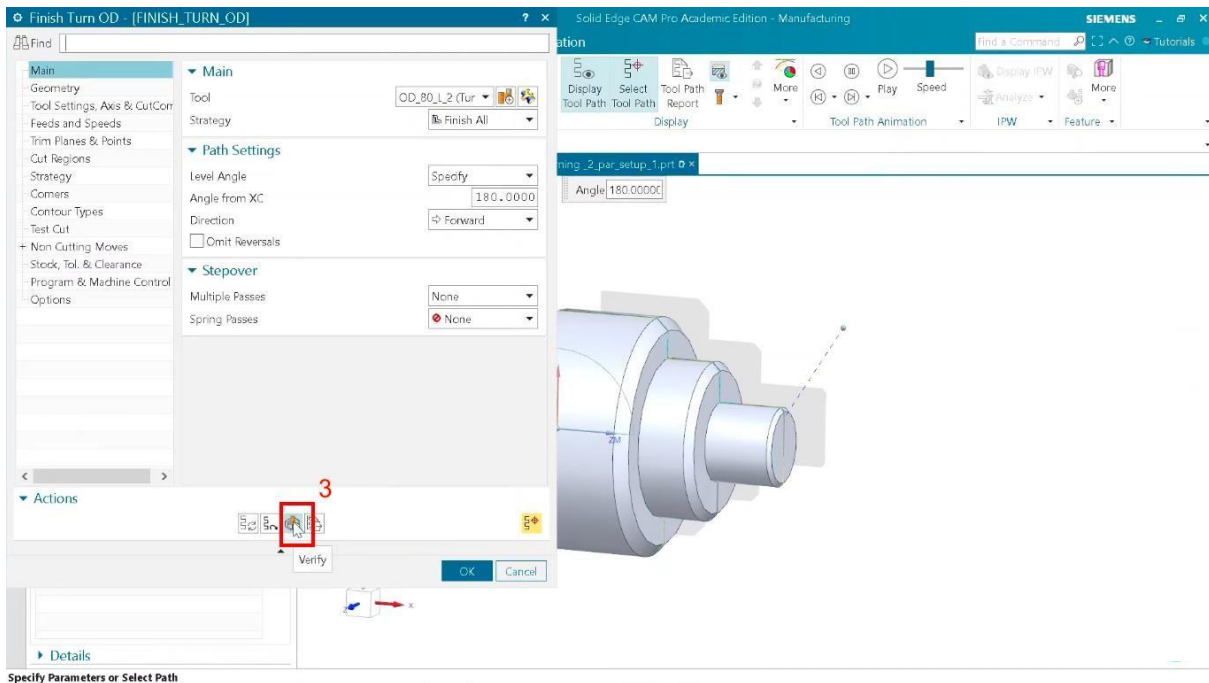 Finish Turn OD - [FINISH_TURN_OD]
? ×
Solid Edge CAM Pro Academic Edition - Manufacturing
SIEMENS
Find
ation
Find a Command
Tutorials
Main
Geometry
Tool Settings, Axis & CutCom
Feeds and Speeds
Trim Planes & Points
Cut Regions
Strategy
Corners
Contour Types
Test Cut
+ Non Cutting Moves
Stock, Tol. & Clearance
Program & Machine Control
Options
Main
Tool
OD_80_L_2 (Tur
Strategy
Finish All
Path Settings
Level Angle
Specify
Angle from XC
180.0000
Direction
Forward
Omit Reversals
Stepover
Multiple Passes
None
Spring Passes
None
Display
Tool Path
Select
Tool Path
Tool Path
Report
More
Play
Speed
Display IPW
Analyze
More
Display
Tool Path Animation
IPW
Feature
ning _2_par_setup_1.prt
Angle 180.00000
ZM
Actions
3
Verify
OK
Cancel
X
Z
Details
Specify Parameters or Select Path